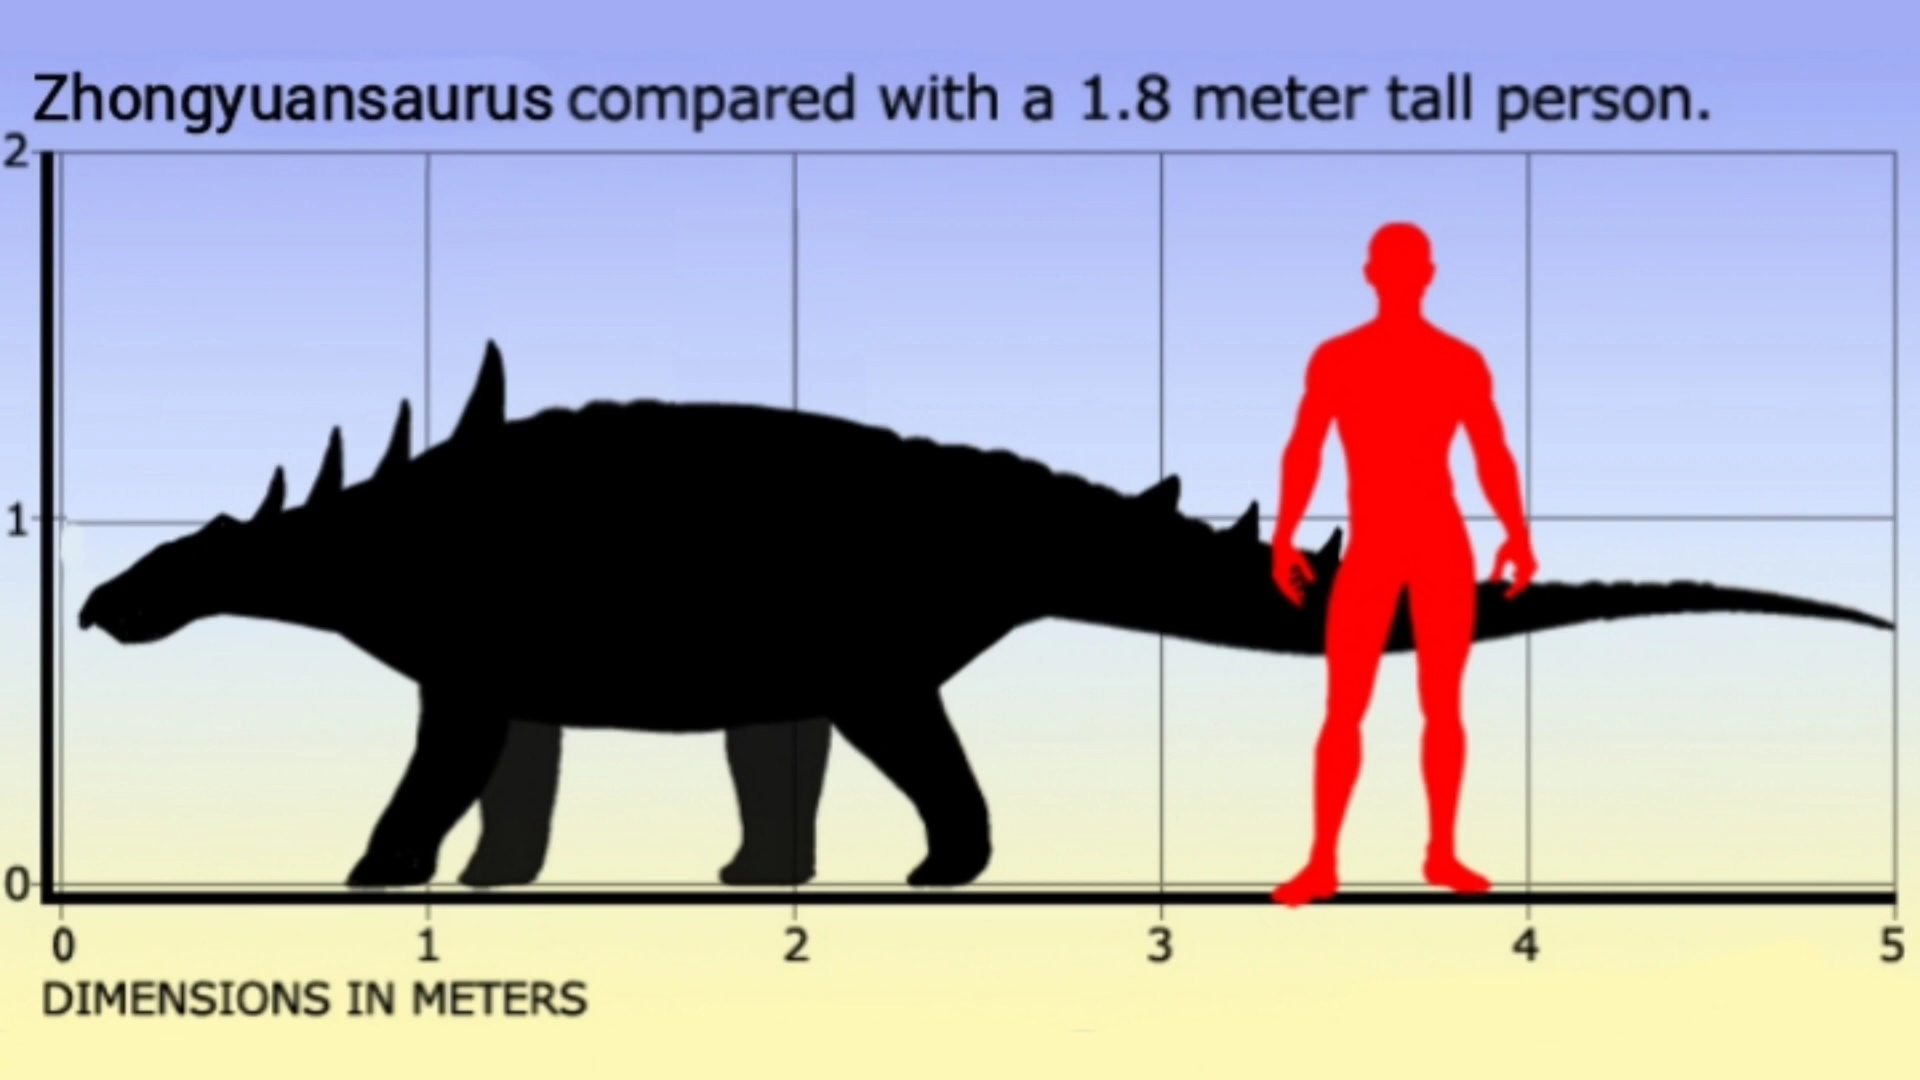 Zhongyuansaurus compared with a 1.8 meter tall person.
2
1
0
0 1 2 3 4 5
DIMENSIONS IN METERS